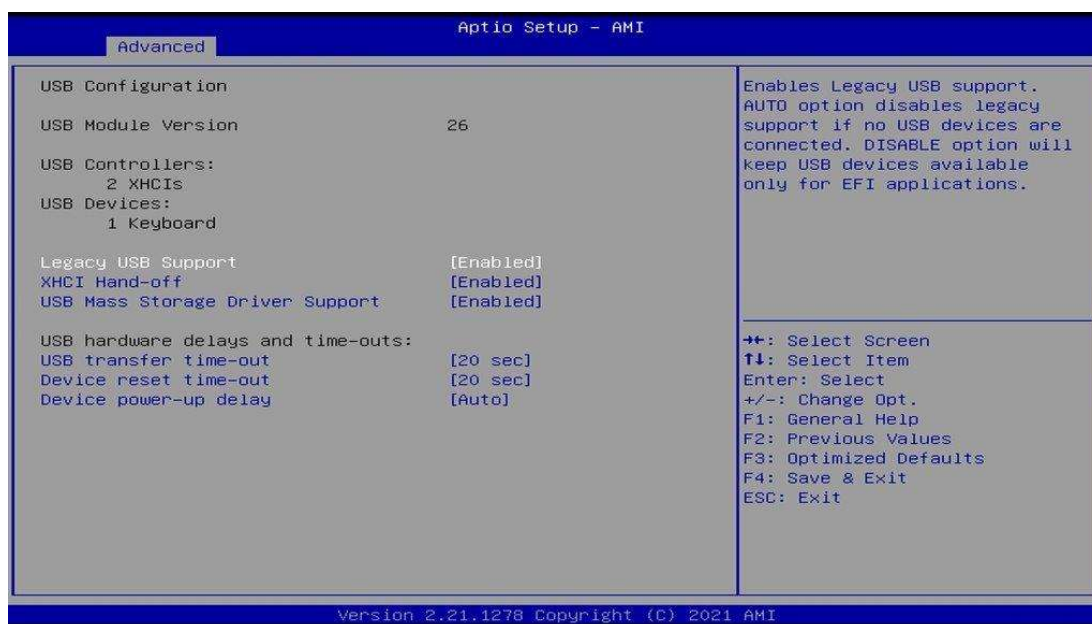 Aptio Setup – AMI
Advanced
USB Configuration
USB Module Version 26
USB Controllers:
2 XHCIs
USB Devices:
1 Keyboard
Legacy USB Support [Enabled]
XHCI Hand-off [Enabled]
USB Mass Storage Driver Support [Enabled]
USB hardware delays and time-outs:
USB transfer time-out [20 sec]
Device reset time-out [20 sec]
Device power-up delay [Auto]
Enables Legacy USB support.
AUTO option disables legacy
support if no USB devices are
connected. DISABLE option will
keep USB devices available
only for EFI applications.
→←: Select Screen
↑↓: Select Item
Enter: Select
+/-: Change Opt.
F1: General Help
F2: Previous Values
F3: Optimized Defaults
F4: Save & Exit
ESC: Exit
Version 2.21.1278 Copyright (C) 2021 AMI